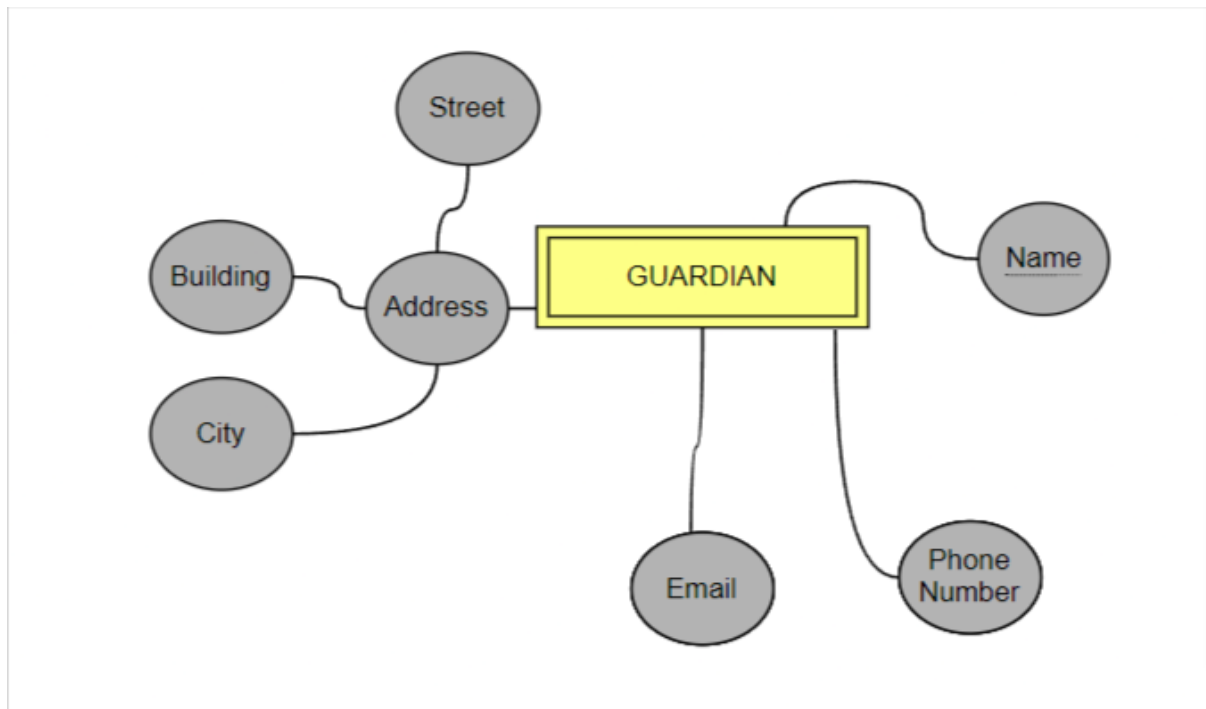 Street
Building
GUARDIAN
Name
Address
City
Email
Phone
Number